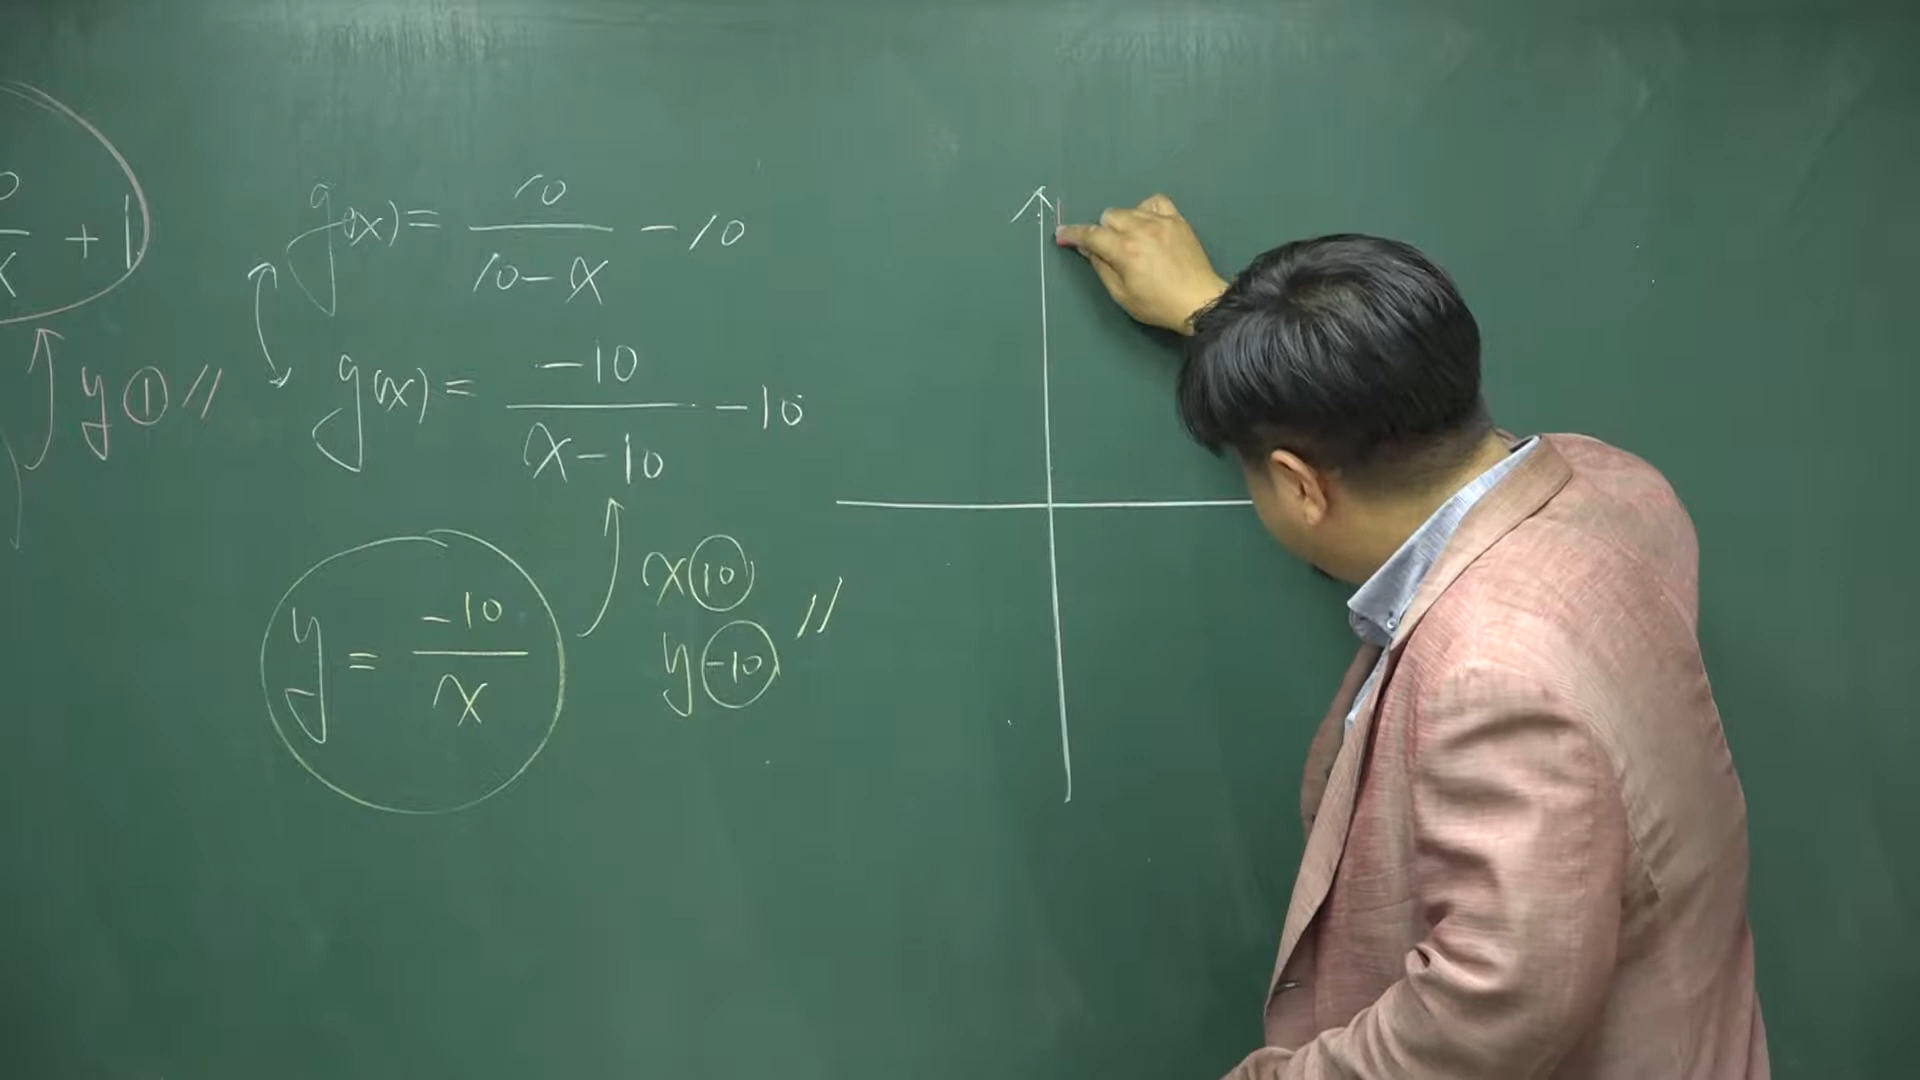 + 1
y ① //
g(x) = 10 / (10 - x) - 10
g(x) = -10 / (x - 10) - 10
y = -10 / x
x ⑩
y (-10) //